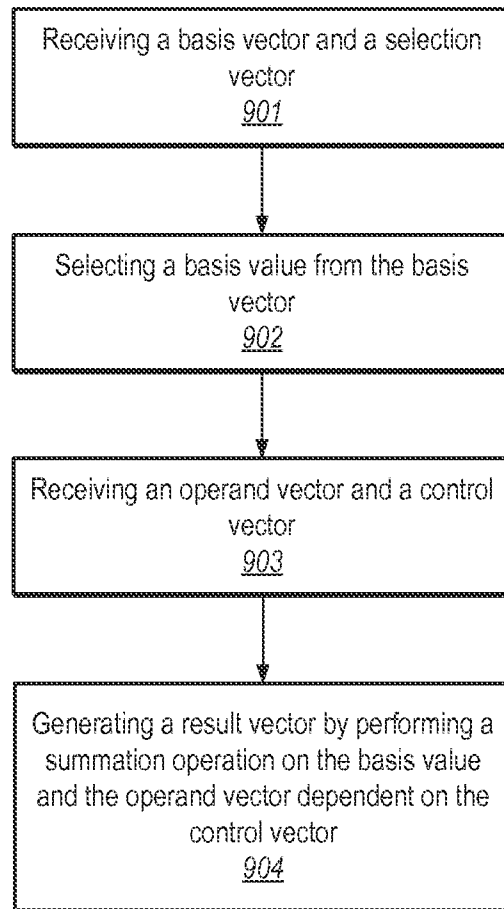 Receiving a basis vector and a selection
vector
901
Selecting a basis value from the basis
vector
902
Receiving an operand vector and a control
vector
903
Generating a result vector by performing a
summation operation on the basis value
and the operand vector dependent on the
control vector
904